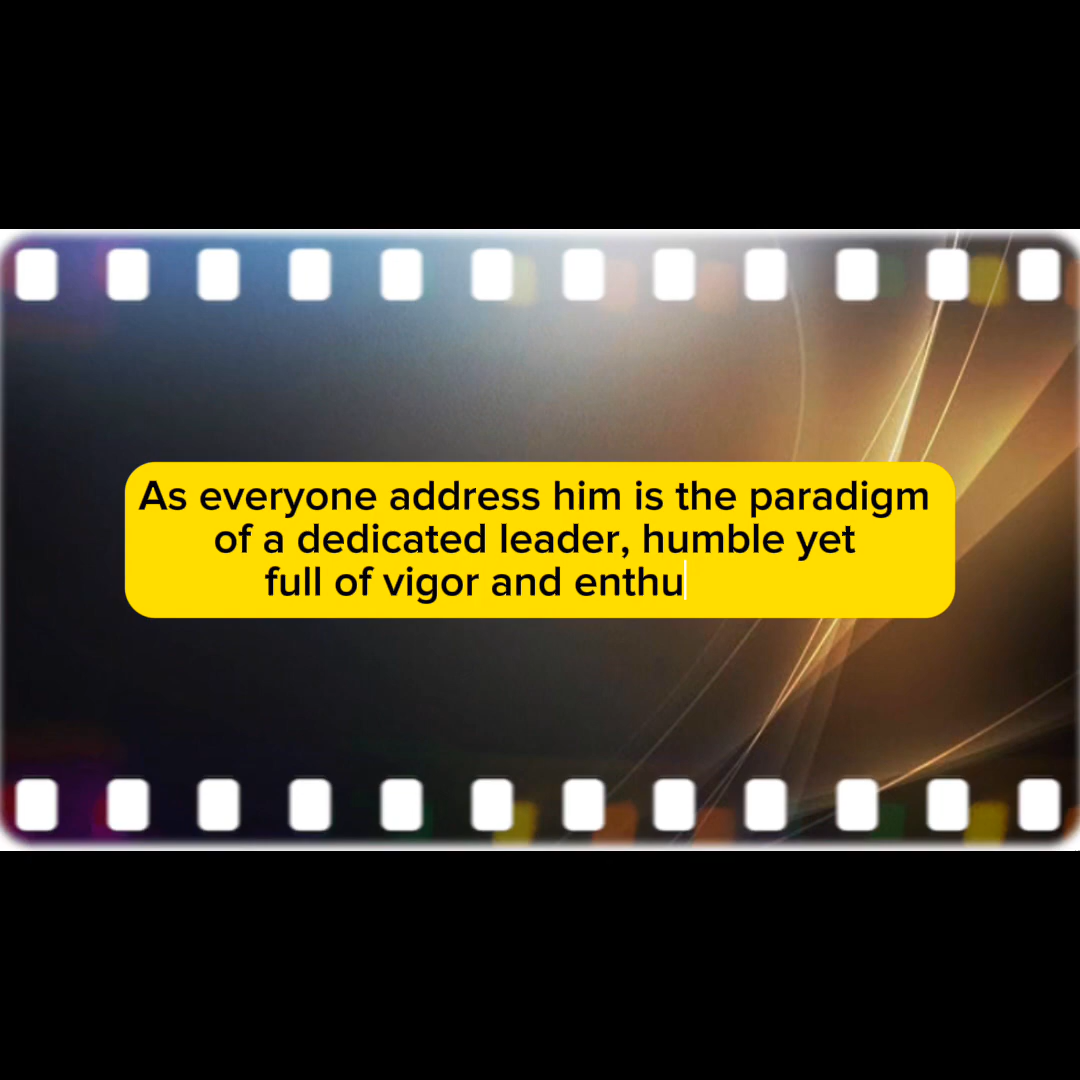 As everyone address him is the paradigm
of a dedicated leader, humble yet
full of vigor and enthu